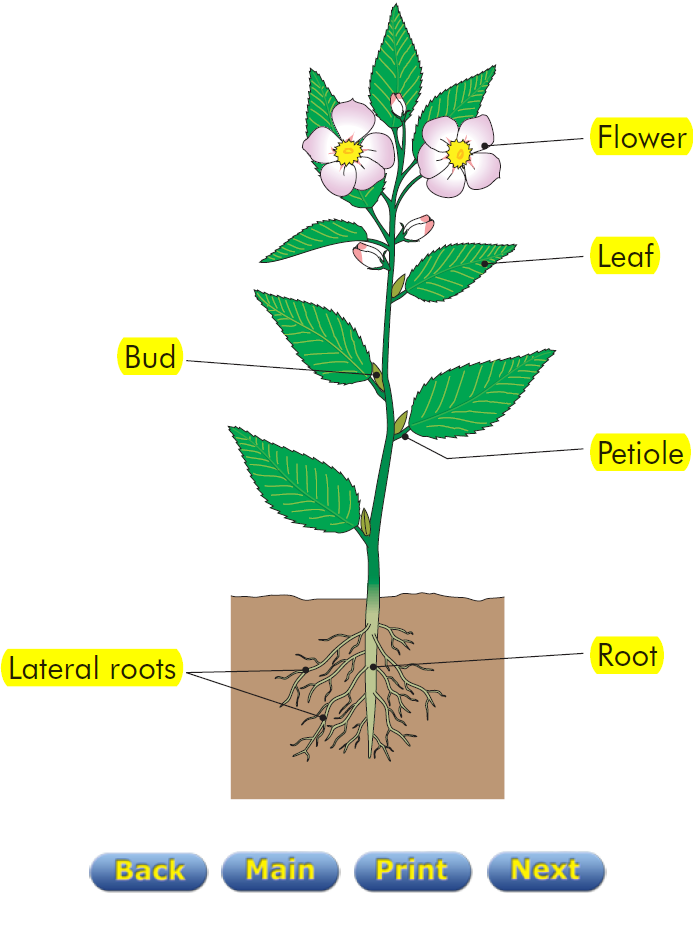 Flower
Leaf
Bud
Petiole
Lateral roots
Root
Back
Main
Print
Next